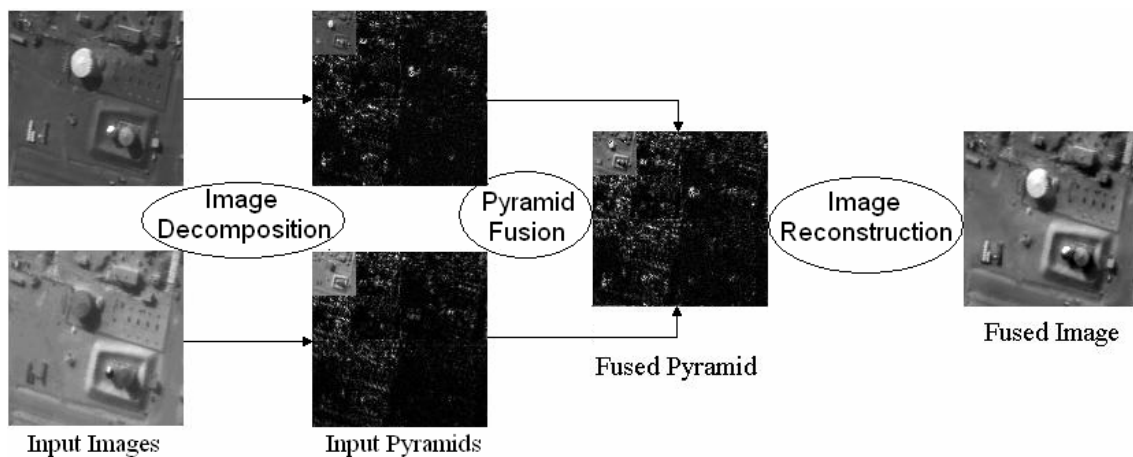 Image
Decomposition
Pyramid
Fusion
Image
Reconstruction
Input Images
Input Pyramids
Fused Pyramid
Fused Image